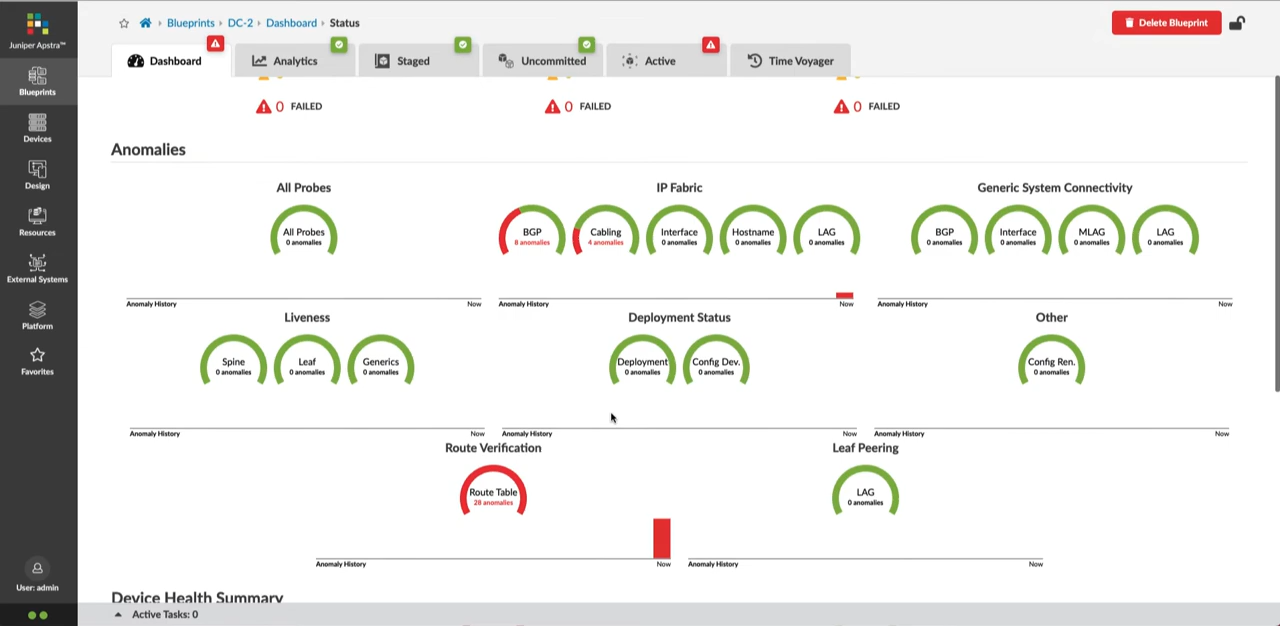 Juniper Apstra™
Blueprints
Devices
Design
Resources
External Systems
Platform
Favorites
User: admin
Blueprints › DC-2 › Dashboard › Status
Delete Blueprint
Dashboard
Analytics
Staged
Uncommitted
Active
Time Voyager
0 FAILED
0 FAILED
0 FAILED
Anomalies
All Probes
All Probes
0 anomalies
Anomaly History
Now
IP Fabric
BGP
8 anomalies
Cabling
4 anomalies
Interface
0 anomalies
Hostname
0 anomalies
LAG
0 anomalies
Anomaly History
Now
Generic System Connectivity
BGP
0 anomalies
Interface
0 anomalies
MLAG
0 anomalies
LAG
0 anomalies
Anomaly History
Now
Liveness
Spine
0 anomalies
Leaf
0 anomalies
Generics
0 anomalies
Anomaly History
Now
Deployment Status
Deployment
0 anomalies
Config Dev.
0 anomalies
Anomaly History
Now
Other
Config Ren.
0 anomalies
Anomaly History
Now
Route Verification
Route Table
28 anomalies
Anomaly History
Now
Leaf Peering
LAG
0 anomalies
Anomaly History
Now
Device Health Summary
Active Tasks: 0